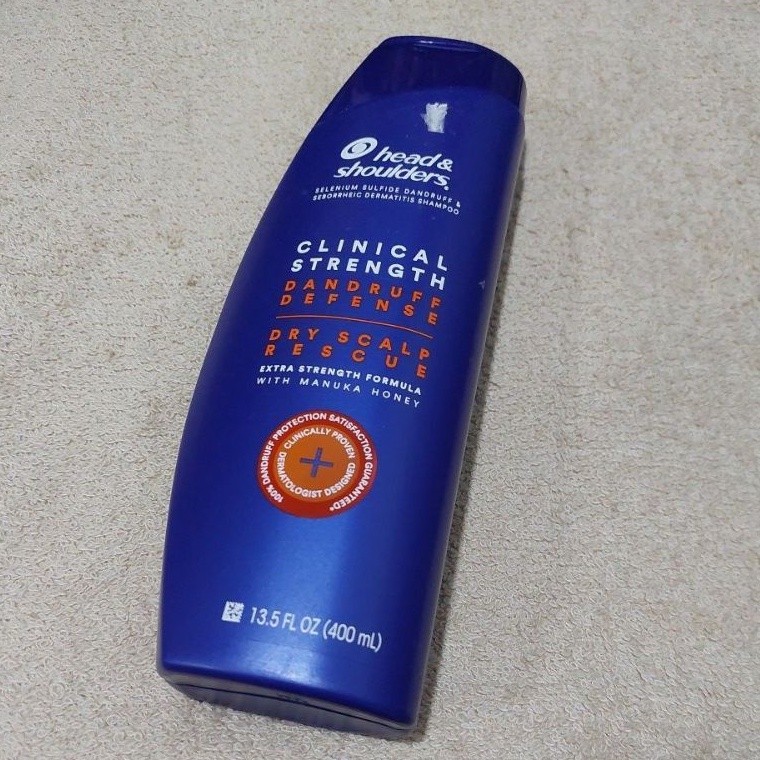 head &
shoulders®
SELENIUM SULFIDE DANDRUFF &
SEBORRHEIC DERMATITIS SHAMPOO
CLINICAL
STRENGTH
DANDRUFF
DEFENSE
DRY SCALP
RESCUE
EXTRA STRENGTH FORMULA
WITH MANUKA HONEY
100% DANDRUFF PROTECTION SATISFACTION GUARANTEED*
CLINICALLY PROVEN
DERMATOLOGIST DESIGNED
13.5 FL OZ (400 mL)